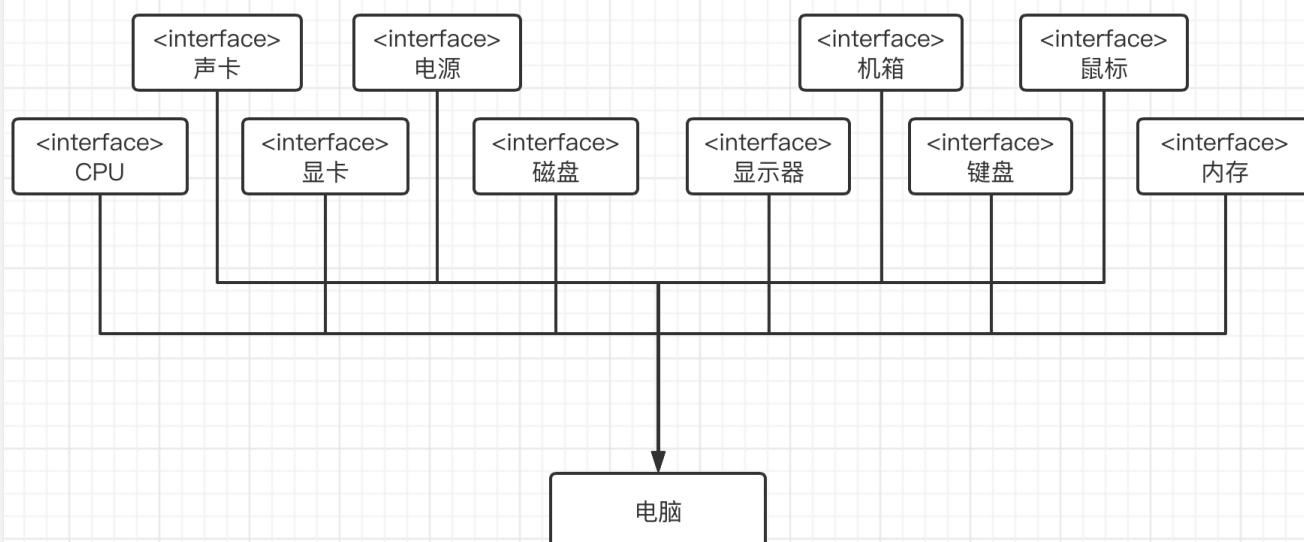 <interface>
声卡
<interface>
电源
<interface>
机箱
<interface>
鼠标
<interface>
CPU
<interface>
显卡
<interface>
磁盘
<interface>
显示器
<interface>
键盘
<interface>
内存
电脑